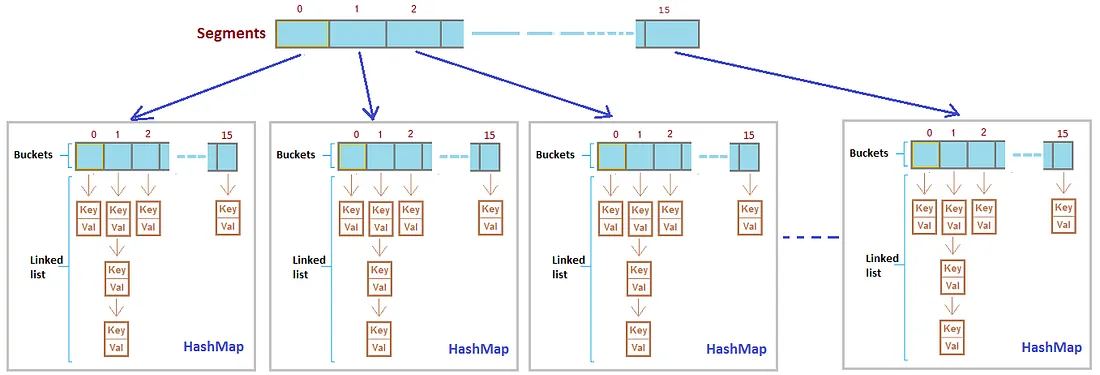 0 1 2 15
Segments
0 1 2 15
Buckets
Key Key Key Key
Val Val Val Val
Linked
list
Key
Val
Key
Val
HashMap
0 1 2 15
Buckets
Key Key Key Key
Val Val Val Val
Linked
list
Key
Val
Key
Val
HashMap
0 1 2 15
Buckets
Key Key Key Key
Val Val Val Val
Linked
list
Key
Val
Key
Val
HashMap
0 1 2 15
Buckets
Key Key Key Key
Val Val Val Val
Linked
list
Key
Val
Key
Val
HashMap